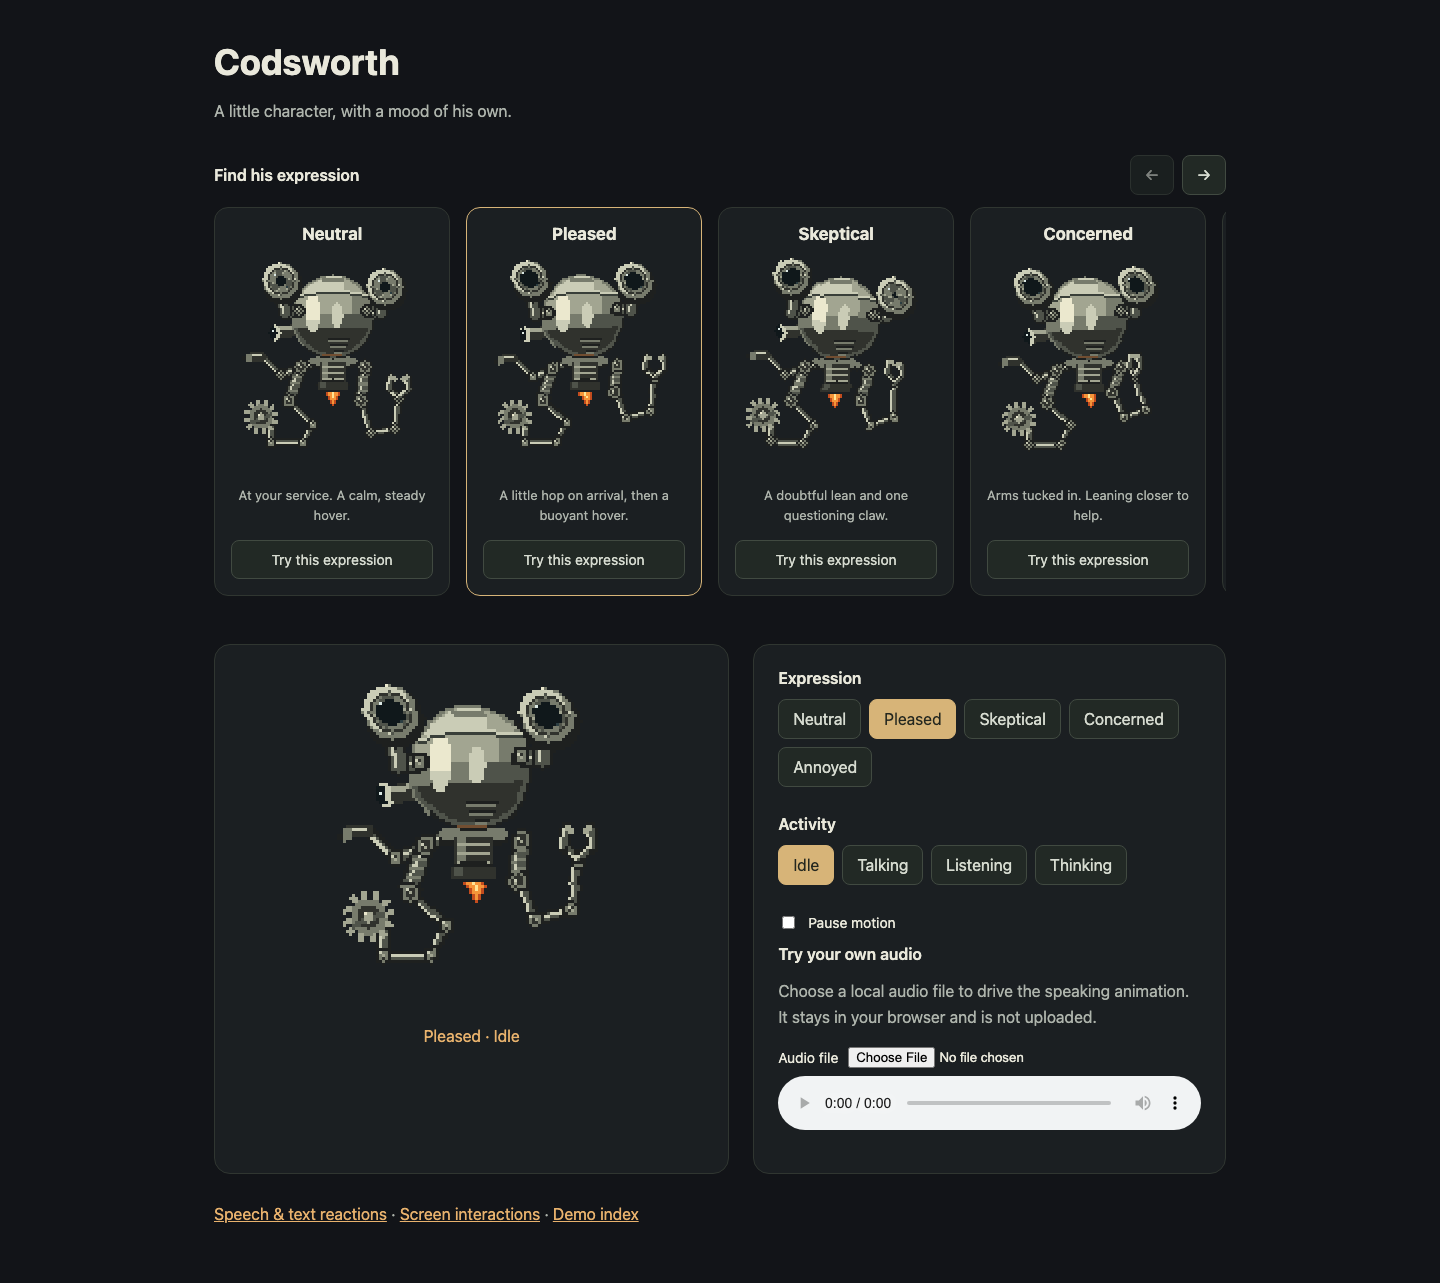 Codsworth
A little character, with a mood of his own.
Find his expression
Neutral
At your service. A calm, steady
hover.
Try this expression
Pleased
A little hop on arrival, then a
buoyant hover.
Try this expression
Skeptical
A doubtful lean and one
questioning claw.
Try this expression
Concerned
Arms tucked in. Leaning closer to
help.
Try this expression
Pleased · Idle
Expression
Neutral
Pleased
Skeptical
Concerned
Annoyed
Activity
Idle
Talking
Listening
Thinking
Pause motion
Try your own audio
Choose a local audio file to drive the speaking animation.
It stays in your browser and is not uploaded.
Audio file Choose File No file chosen
0:00 / 0:00
Speech & text reactions · Screen interactions · Demo index